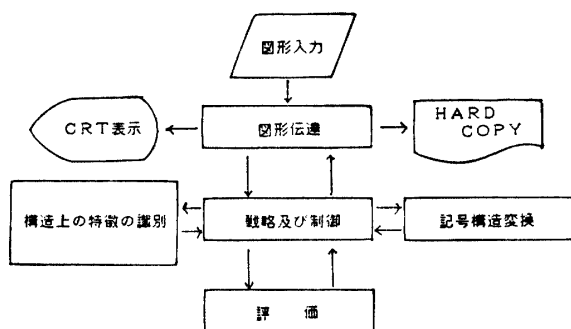 図形入力
CRT表示
図形伝達
HARD
COPY
構造上の特徴の識別
戦略及び制御
記号構造変換
評 価